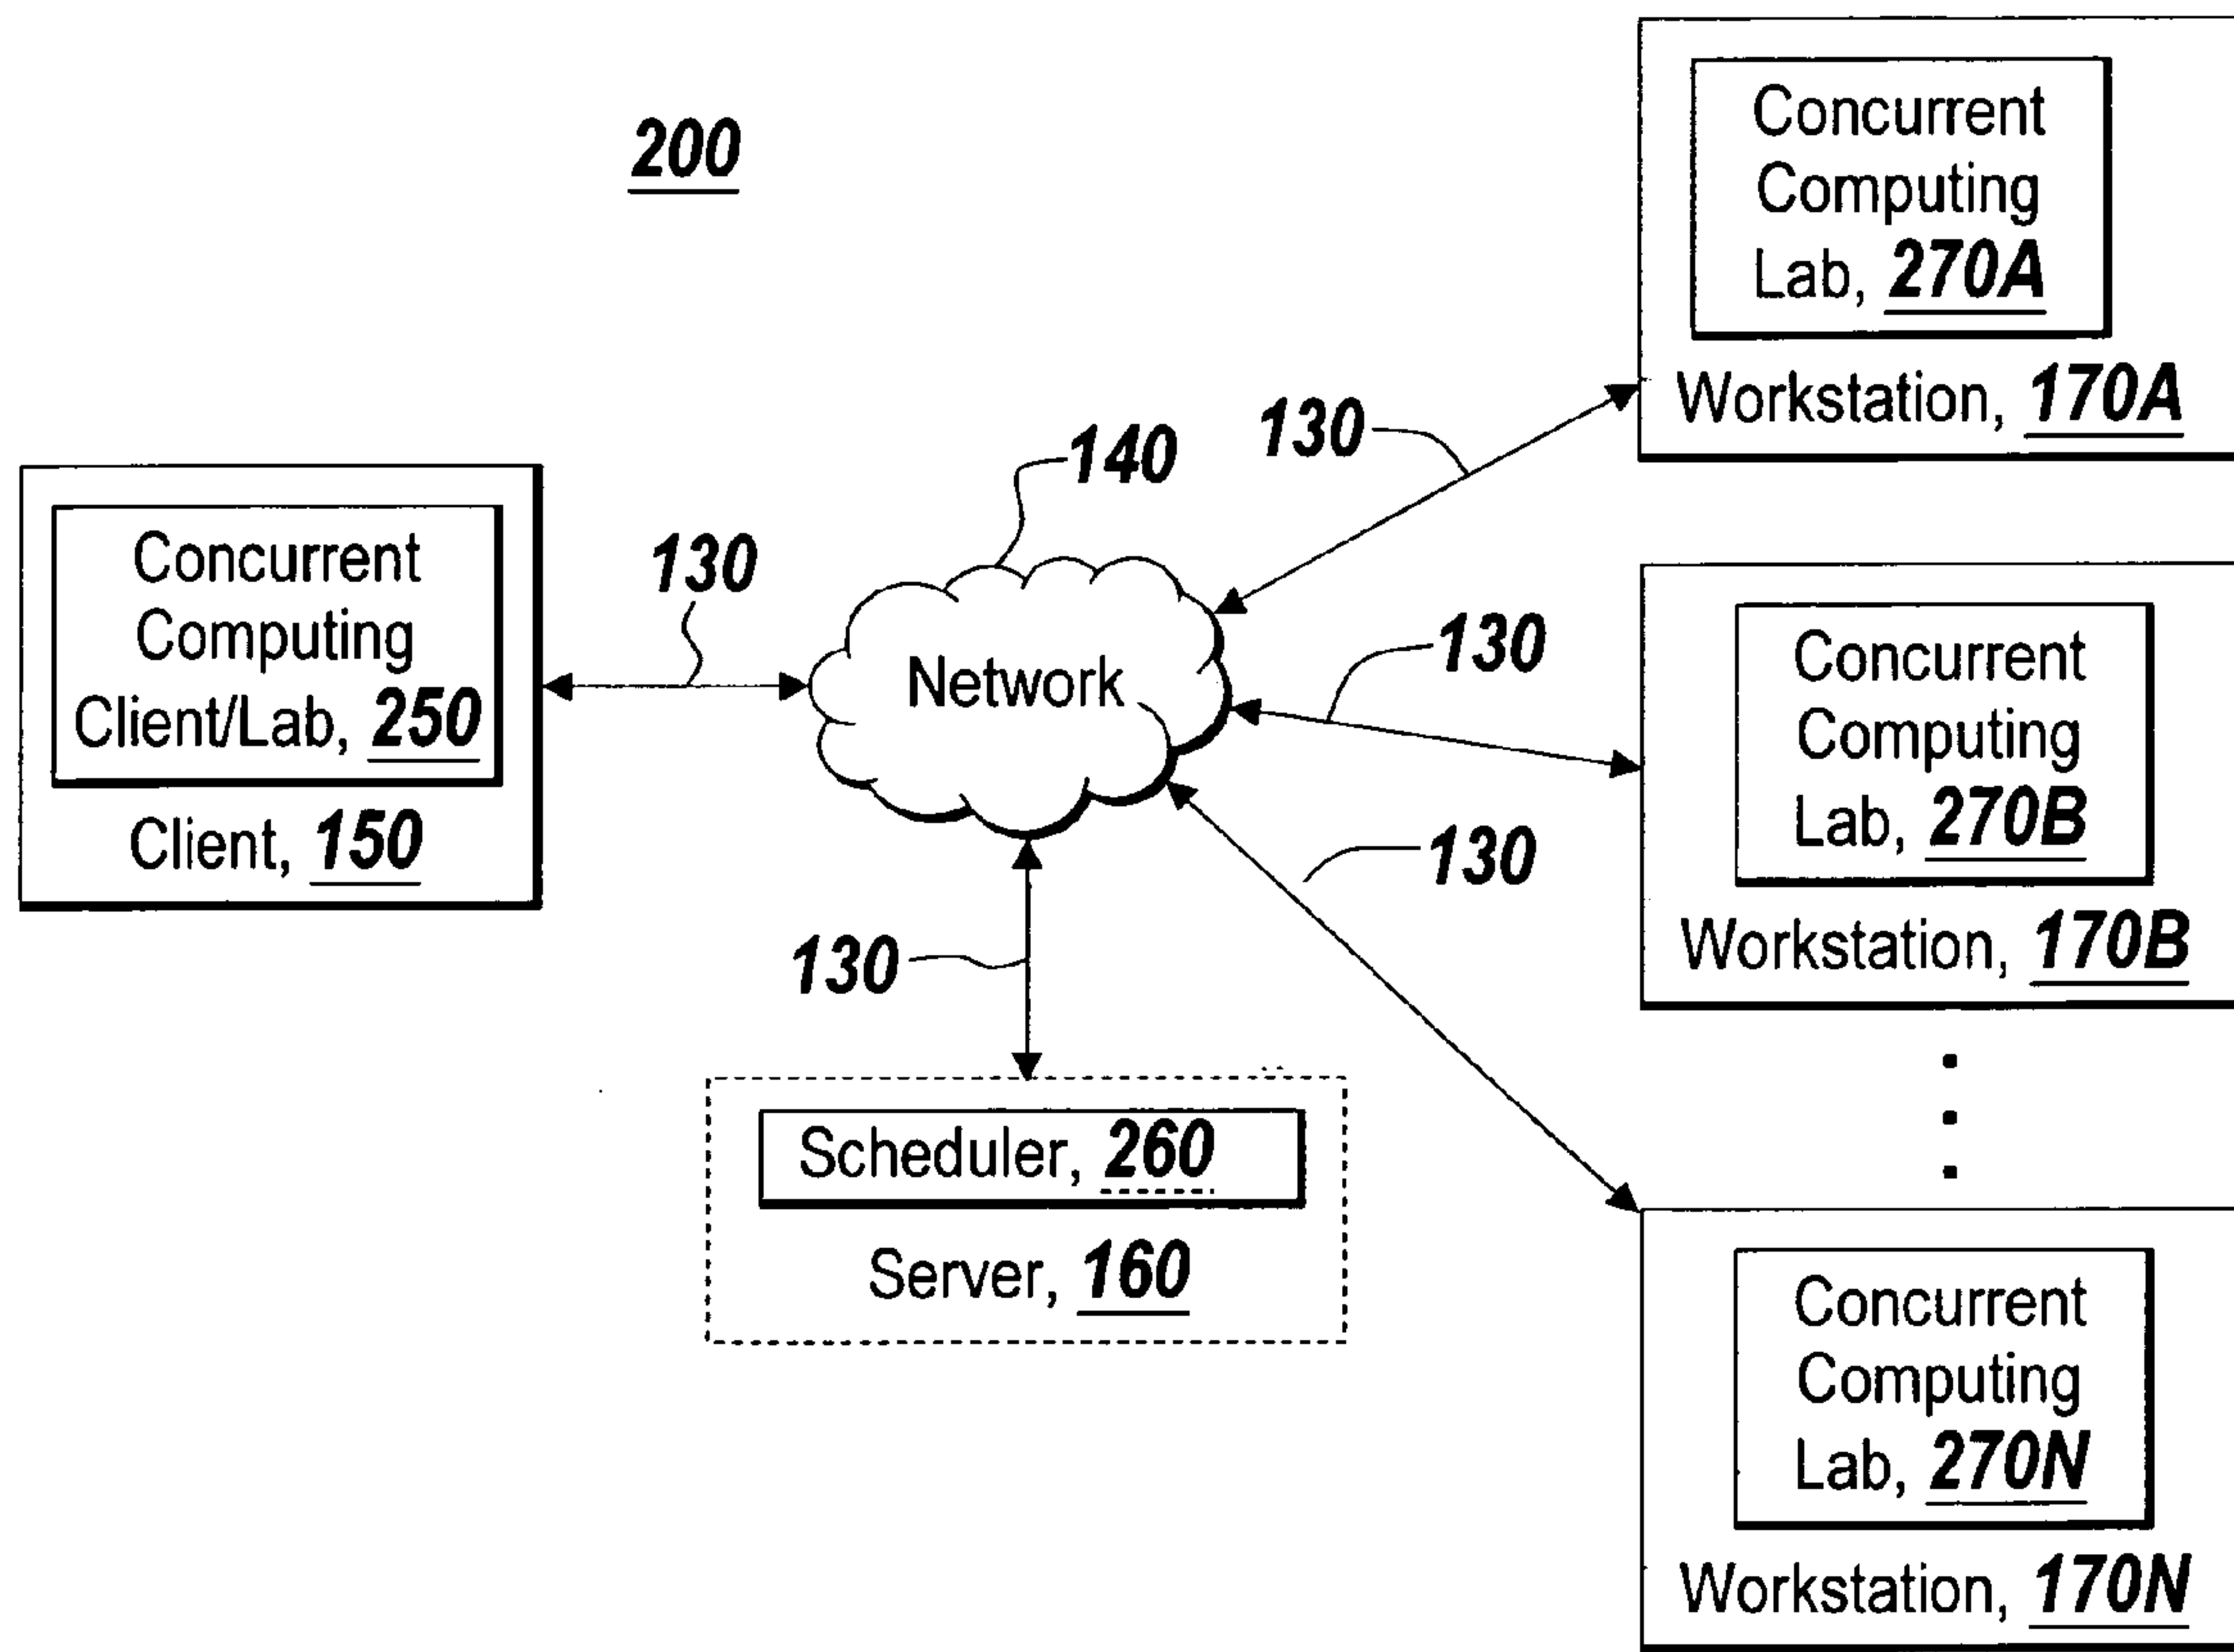 200
Concurrent
Computing
Client/Lab, 250
Client, 150
130
140
Network
130
Scheduler, 260
Server, 160
130
130
130
Concurrent
Computing
Lab, 270A
Workstation, 170A
Concurrent
Computing
Lab, 270B
Workstation, 170B
Concurrent
Computing
Lab, 270N
Workstation, 170N